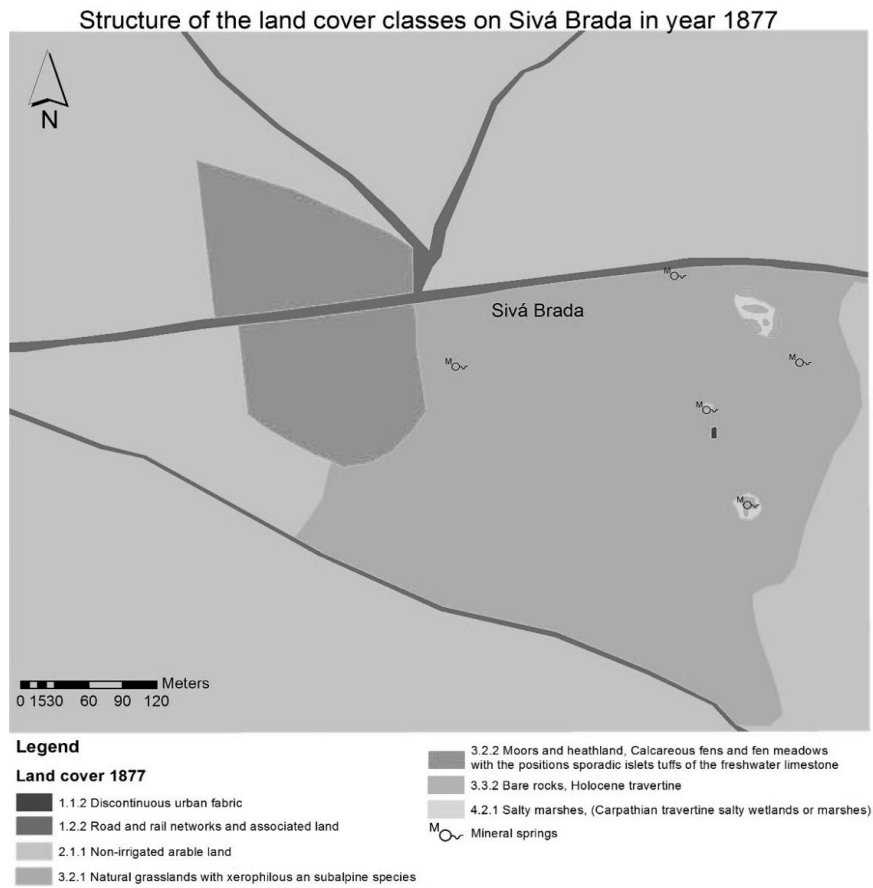 Structure of the land cover classes on Sivá Brada in year 1877
N
M
Sivá Brada
M
M
M
M
Meters
0 1530 60 90 120
Legend
Land cover 1877
1.1.2 Discontinuous urban fabric
1.2.2 Road and rail networks and associated land
2.1.1 Non-irrigated arable land
3.2.1 Natural grasslands with xerophilous an subalpine species
3.2.2 Moors and heathland, Calcareous fens and fen meadows
with the positions sporadic islets tuffs of the freshwater limestone
3.3.2 Bare rocks, Holocene travertine
4.2.1 Salty marshes, (Carpathian travertine salty wetlands or marshes)
M Mineral springs